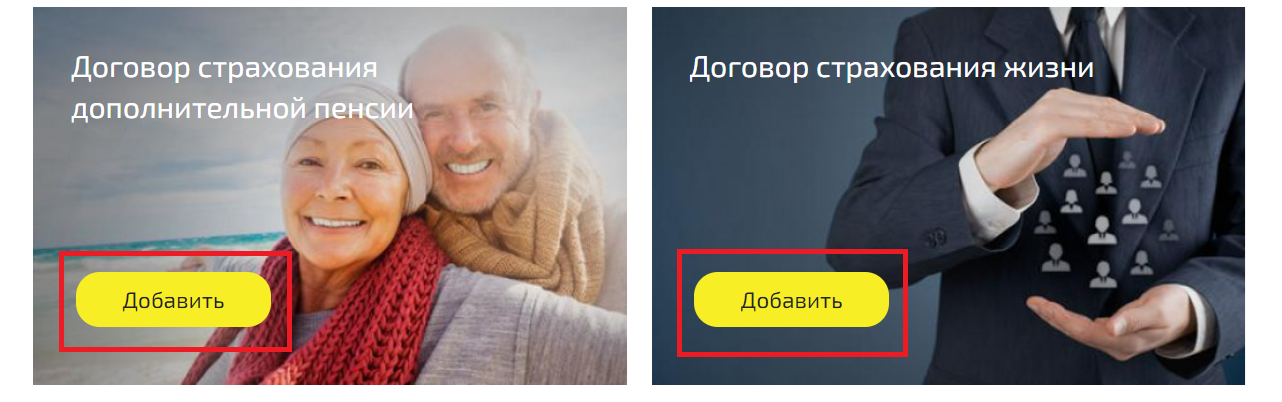 Договор страхования
дополнительной пенсии
Добавить
Договор страхования жизни
Добавить